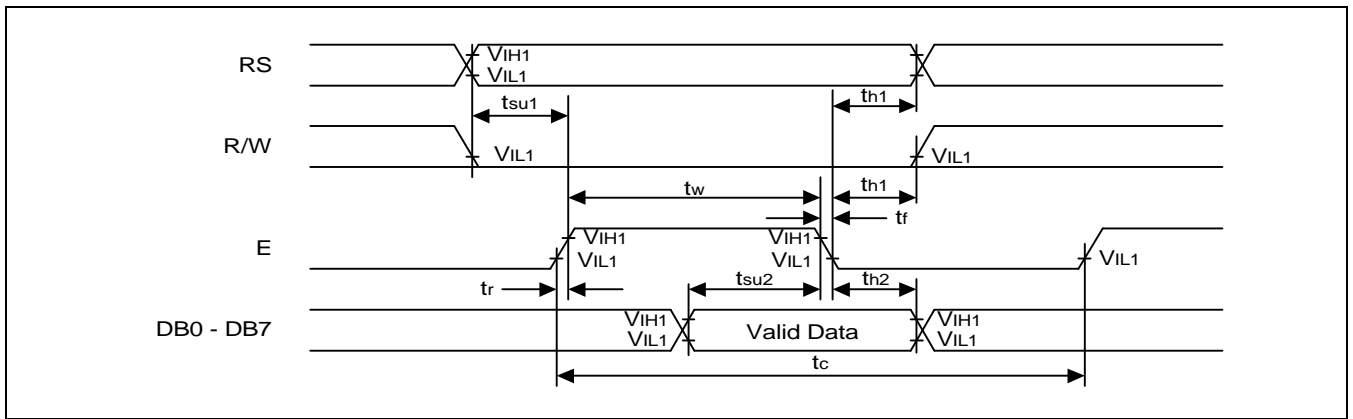 RS
VIH1
VIL1
tsu1
th1
R/W
VIL1
VIL1
tw
th1
tf
E
VIH1
VIL1
VIH1
VIL1
VIL1
tr
tsu2
th2
DB0 - DB7
VIH1
VIL1
Valid Data
VIH1
VIL1
tc